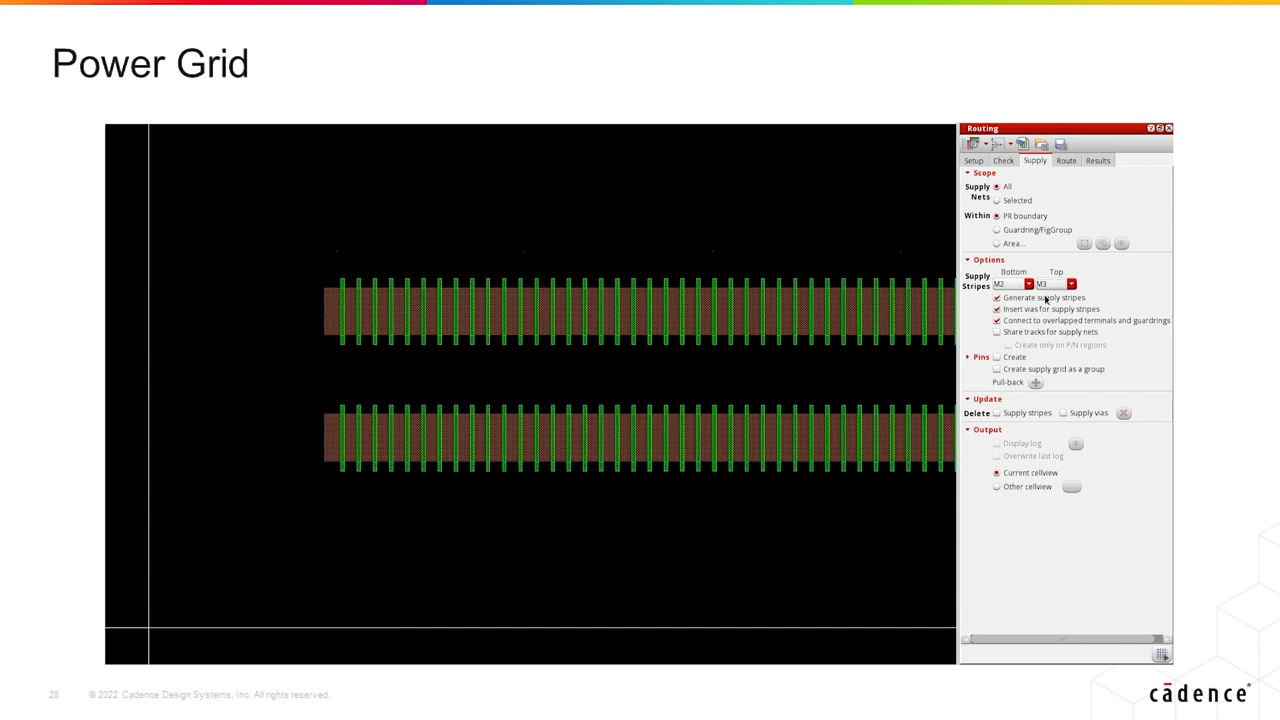 Power Grid
Routing
Setup Check Supply Route Results
Scope
Supply Nets All
Selected
Within PR boundary
Guardring/FigGroup
Area...
Options
Bottom Top
Supply Stripes M2 M3
Generate supply stripes
Insert vias for supply stripes
Connect to overlapped terminals and guardrings
Share tracks for supply nets
Create only on P/N regions
Pins Create
Create supply grid as a group
Pull-back
Update
Delete Supply stripes Supply vias
Output
Display log
Overwrite last log
Current cellview
Other cellview
28 © 2022 Cadence Design Systems, Inc. All rights reserved.
cādence®